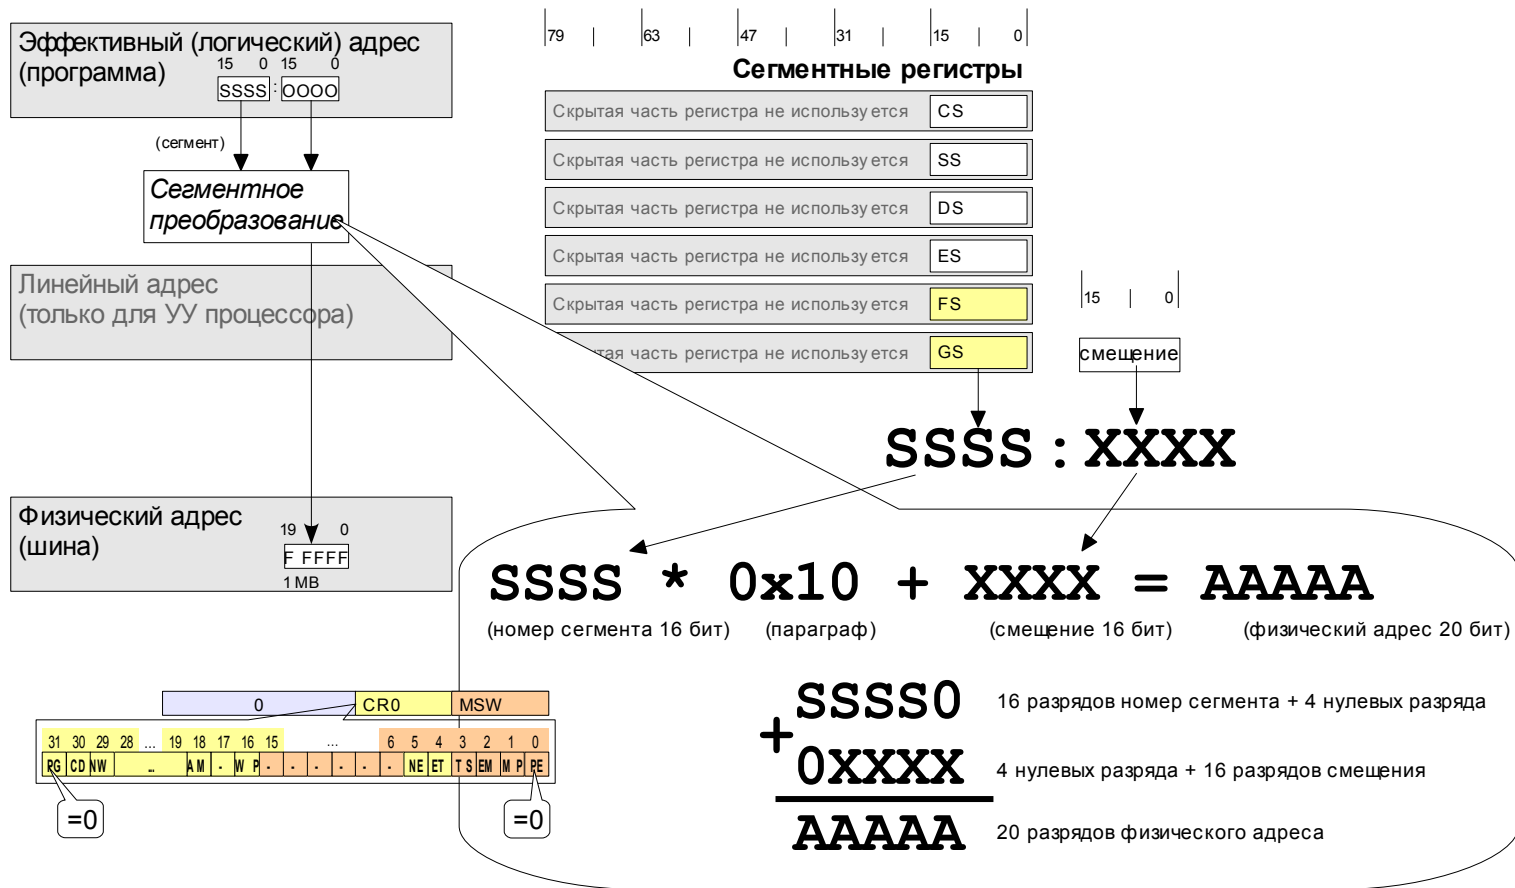 Эффективный (логический) адрес
(программа)
15 0 15 0
SSSS : OOOO
(сегмент)
Сегментное
преобразование
Линейный адрес
(только для УУ процессора)
Физический адрес
(шина)
19 0
F FFFF
1 MB
79 63 47 31 15 0
Сегментные регистры
Скрытая часть регистра не используется CS
Скрытая часть регистра не используется SS
Скрытая часть регистра не используется DS
Скрытая часть регистра не используется ES
Скрытая часть регистра не используется FS
тая часть регистра не используется GS
15 0
смещение
SSSS:XXXX
SSSS * 0x10 + XXXX = AAAAA
(номер сегмента 16 бит) (параграф) (смещение 16 бит) (физический адрес 20 бит)
SSSS0 16 разрядов номер сегмента + 4 нулевых разряда
+
0XXXX 4 нулевых разряда + 16 разрядов смещения
AAAAA 20 разрядов физического адреса
0 CR0 MSW
31 30 29 28 ... 19 18 17 16 15 ... 6 5 4 3 2 1 0
PG CD NW ... AM - WP - - - - - - NE ET TS EM MP PE
=0 =0